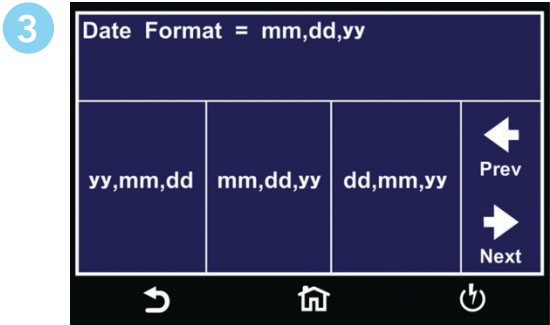 3
Date Format = mm,dd,yy
yy,mm,dd
mm,dd,yy
dd,mm,yy
Prev
Next